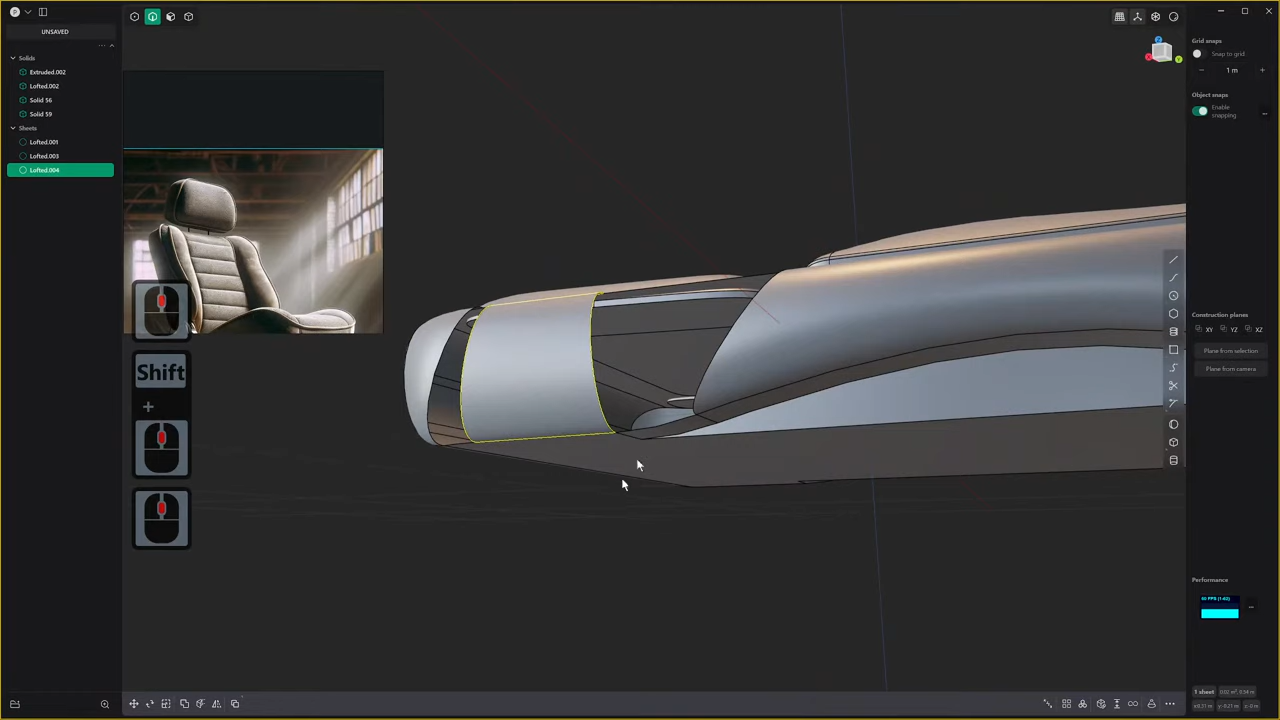 UNSAVED
Solids
Extruded.002
Lofted.002
Solid 56
Solid 59
Sheets
Lofted.001
Lofted.003
Lofted.004
Shift
+
Grid snaps
Snap to grid
1 m
Object snaps
Enable snapping
Construction planes
XY YZ XZ
Plane from selection
Plane from camera
Performance
1 sheet